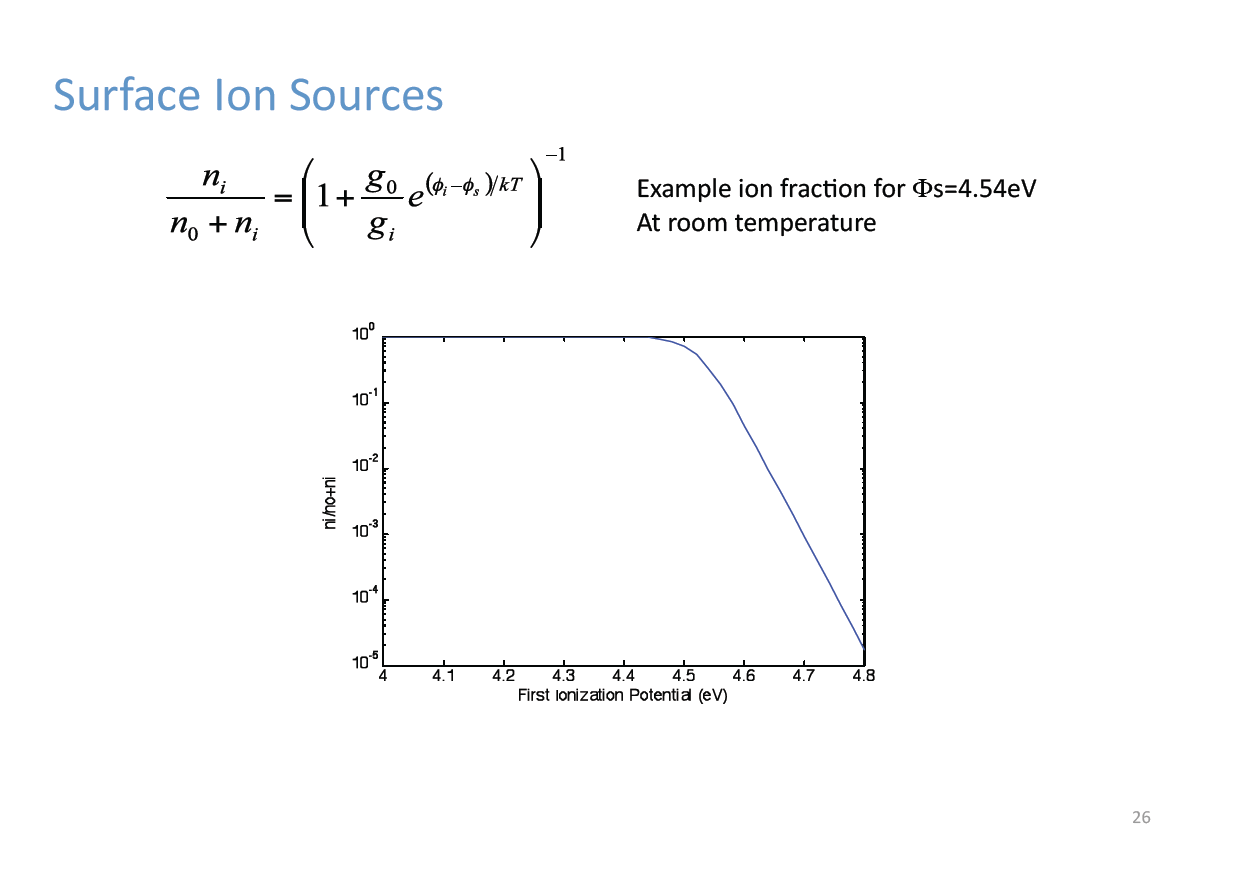 Surface Ion Sources
n_i / (n_0 + n_i) = (1 + g_0/g_i e^{(ϕ_i−ϕ_s)/kT})^{−1}
Example ion fraction for Φs=4.54eV
At room temperature
10^0
10^-1
10^-2
10^-3
10^-4
10^-5
ni/no+ni
4 4.1 4.2 4.3 4.4 4.5 4.6 4.7 4.8
First Ionization Potential (eV)
26